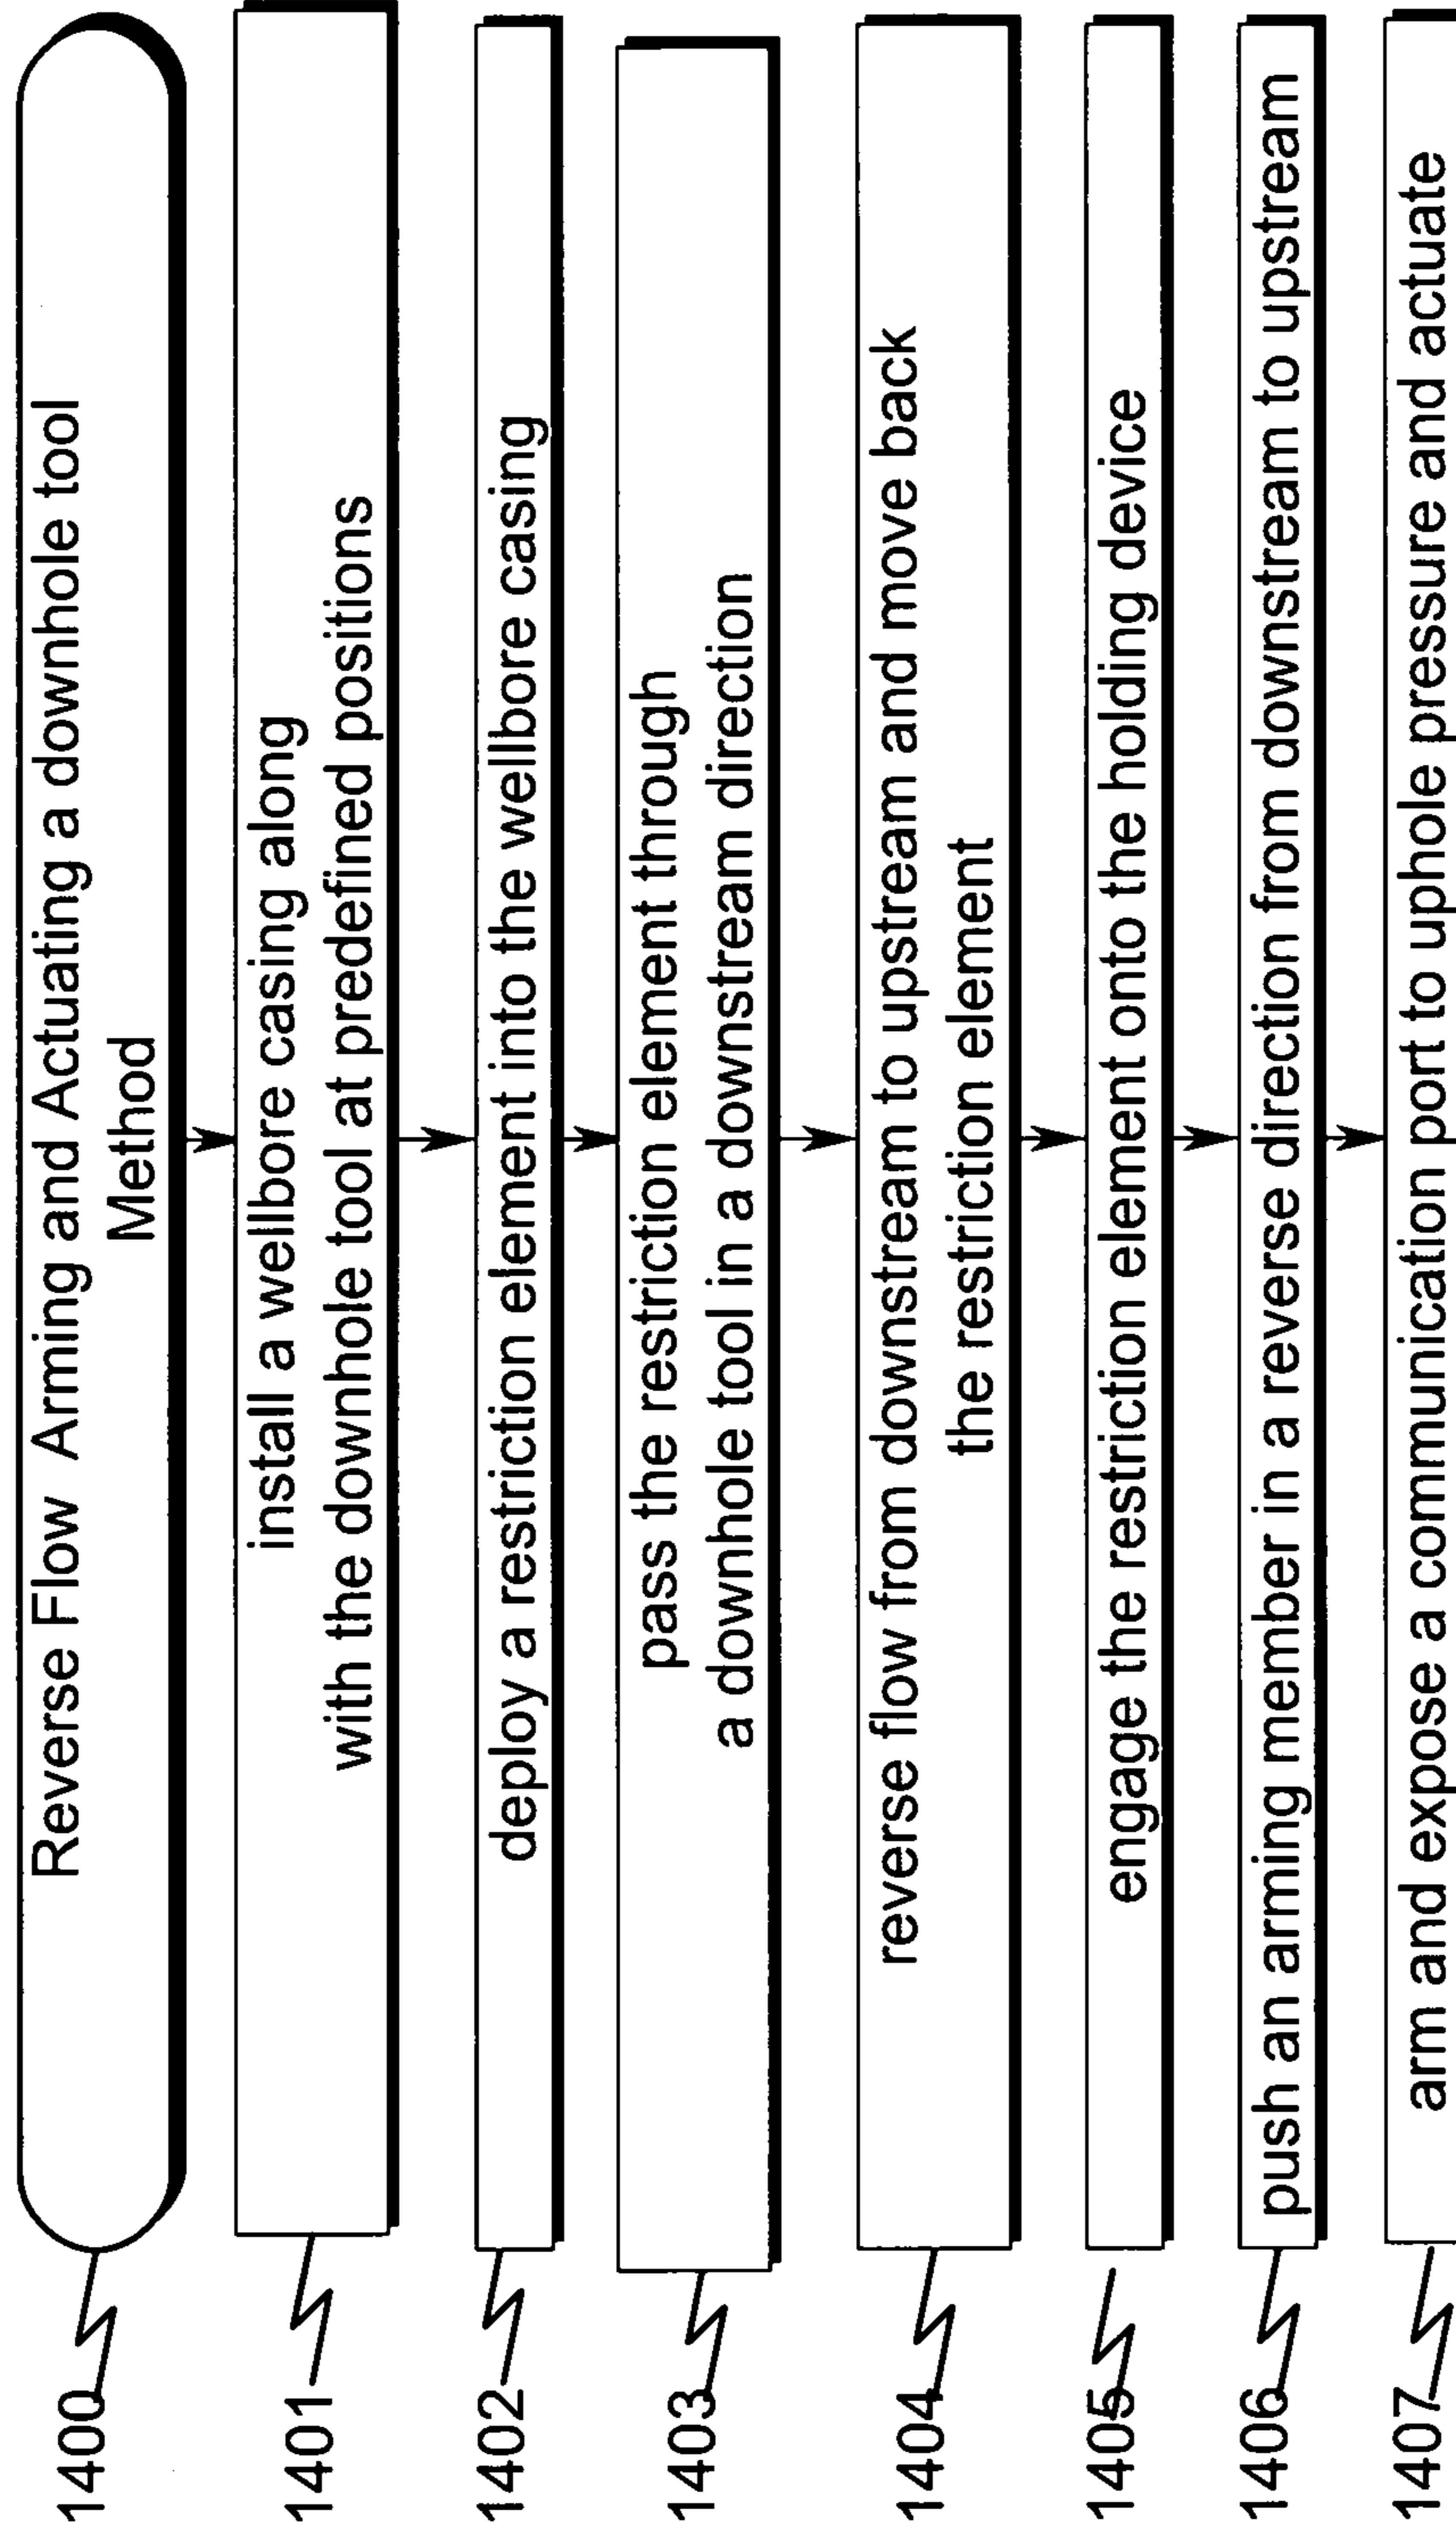 1400
Reverse Flow Arming and Actuating a downhole tool
Method
1401
install a wellbore casing along
with the downhole tool at predefined positions
1402
deploy a restriction element into the wellbore casing
1403
pass the restriction element through
a downhole tool in a downstream direction
1404
reverse flow from downstream to upstream and move back
the restriction element
1405
engage the restriction element onto the holding device
1406
push an arming member in a reverse direction from downstream to upstream
1407
arm and expose a communication port to uphole pressure and actuate